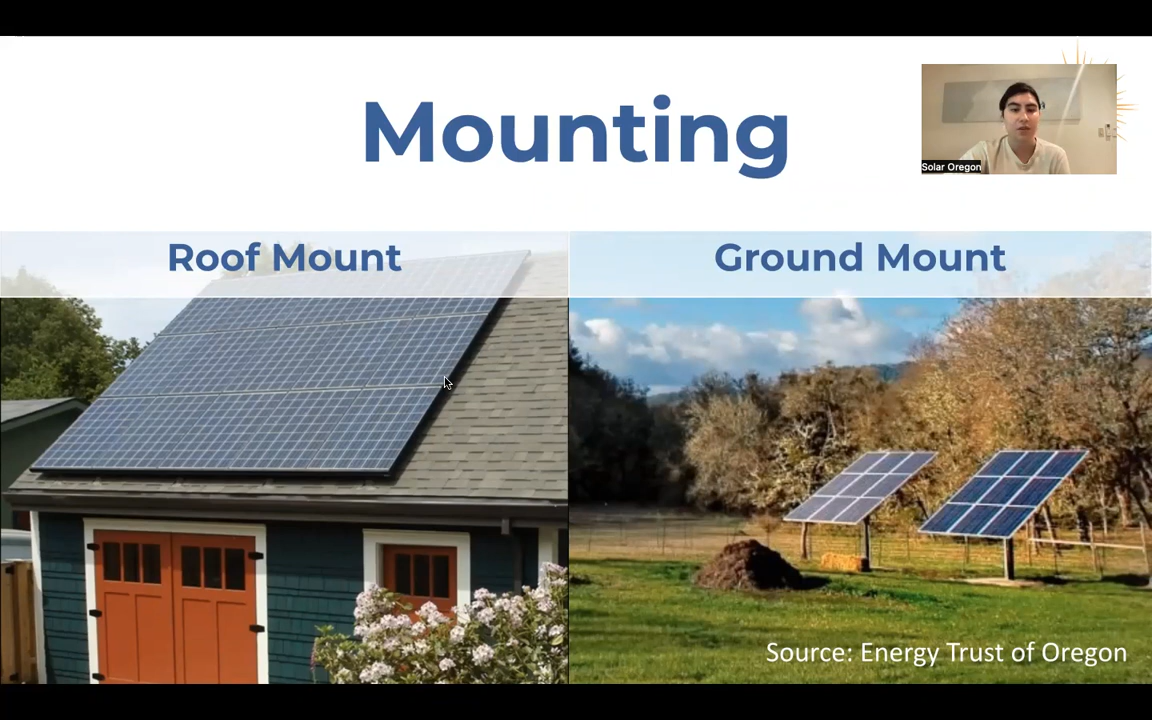 Mounting
Solar Oregon
Roof Mount
Ground Mount
Source: Energy Trust of Oregon